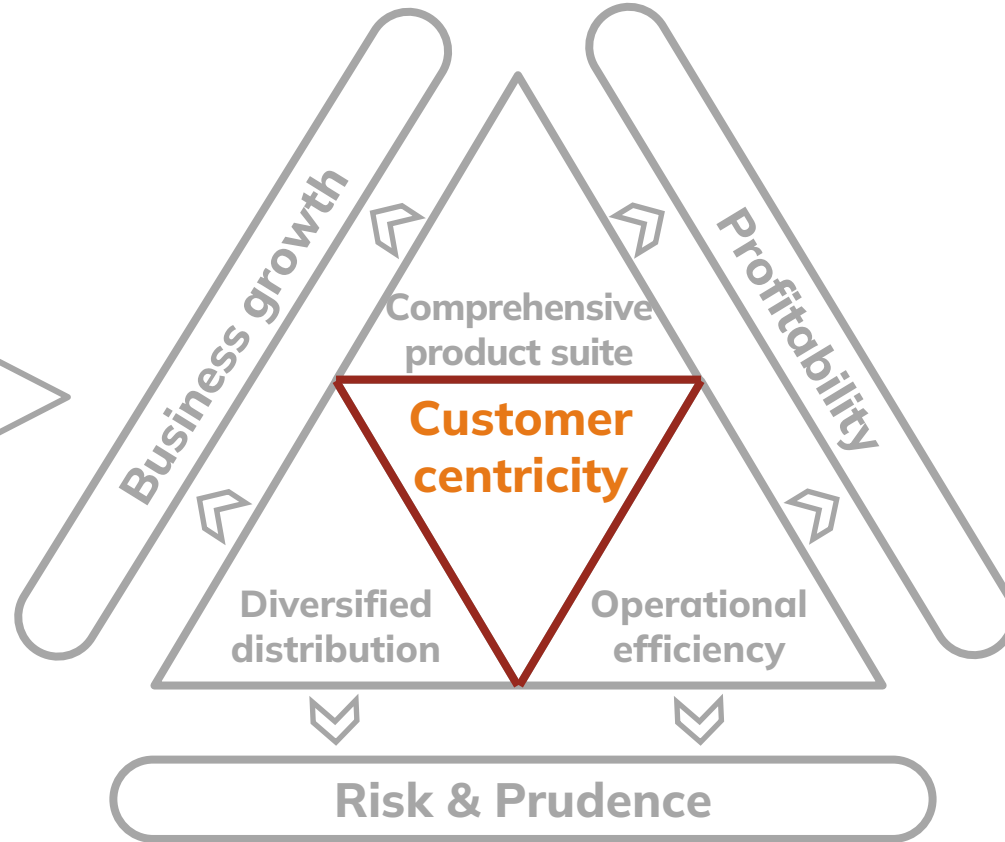 Business growth
Profitability
Comprehensive
product suite
Customer
centricity
Diversified
distribution
Operational
efficiency
Risk & Prudence